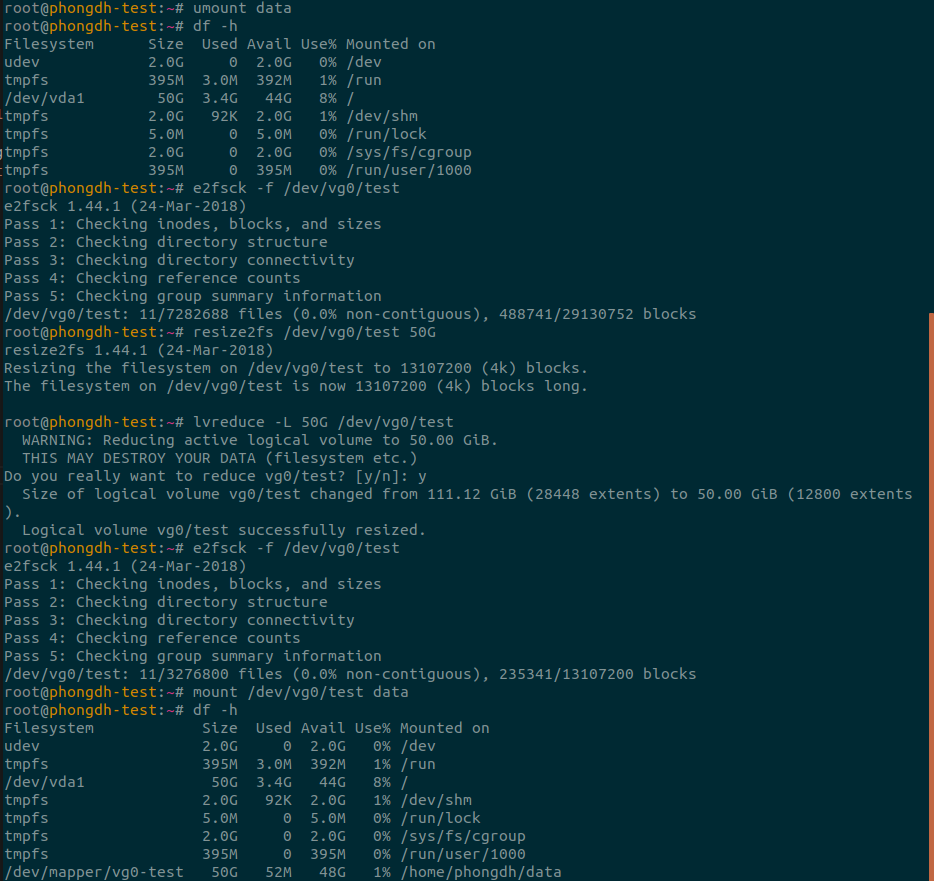 root@phongdh-test:~# umount data
root@phongdh-test:~# df -h
Filesystem      Size  Used Avail Use% Mounted on
udev            2.0G     0  2.0G   0% /dev
tmpfs           395M  3.0M  392M   1% /run
/dev/vda1        50G  3.4G   44G   8% /
tmpfs           2.0G   92K  2.0G   1% /dev/shm
tmpfs           5.0M     0  5.0M   0% /run/lock
tmpfs           2.0G     0  2.0G   0% /sys/fs/cgroup
tmpfs           395M     0  395M   0% /run/user/1000
root@phongdh-test:~# e2fsck -f /dev/vg0/test
e2fsck 1.44.1 (24-Mar-2018)
Pass 1: Checking inodes, blocks, and sizes
Pass 2: Checking directory structure
Pass 3: Checking directory connectivity
Pass 4: Checking reference counts
Pass 5: Checking group summary information
/dev/vg0/test: 11/7282688 files (0.0% non-contiguous), 488741/29130752 blocks
root@phongdh-test:~# resize2fs /dev/vg0/test 50G
resize2fs 1.44.1 (24-Mar-2018)
Resizing the filesystem on /dev/vg0/test to 13107200 (4k) blocks.
The filesystem on /dev/vg0/test is now 13107200 (4k) blocks long.
root@phongdh-test:~# lvreduce -L 50G /dev/vg0/test
  WARNING: Reducing active logical volume to 50.00 GiB.
  THIS MAY DESTROY YOUR DATA (filesystem etc.)
Do you really want to reduce vg0/test? [y/n]: y
  Size of logical volume vg0/test changed from 111.12 GiB (28448 extents) to 50.00 GiB (12800 extents
).
  Logical volume vg0/test successfully resized.
root@phongdh-test:~# e2fsck -f /dev/vg0/test
e2fsck 1.44.1 (24-Mar-2018)
Pass 1: Checking inodes, blocks, and sizes
Pass 2: Checking directory structure
Pass 3: Checking directory connectivity
Pass 4: Checking reference counts
Pass 5: Checking group summary information
/dev/vg0/test: 11/3276800 files (0.0% non-contiguous), 235341/13107200 blocks
root@phongdh-test:~# mount /dev/vg0/test data
root@phongdh-test:~# df -h
Filesystem            Size  Used Avail Use% Mounted on
udev                  2.0G     0  2.0G   0% /dev
tmpfs                 395M  3.0M  392M   1% /run
/dev/vda1              50G  3.4G   44G   8% /
tmpfs                 2.0G   92K  2.0G   1% /dev/shm
tmpfs                 5.0M     0  5.0M   0% /run/lock
tmpfs                 2.0G     0  2.0G   0% /sys/fs/cgroup
tmpfs                 395M     0  395M   0% /run/user/1000
/dev/mapper/vg0-test   50G   52M   48G   1% /home/phongdh/data